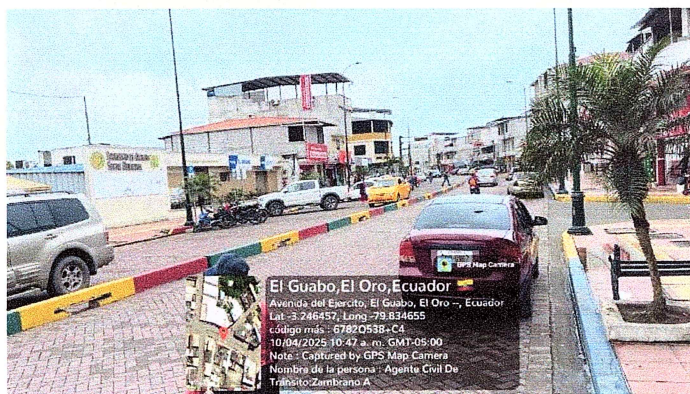 GPS Map Camera
El Guabo,El Oro,Ecuador
Avenida del Ejercito, El Guabo, El Oro --, Ecuador
Lat -3.246457, Long -79.834655
código más : 6782Q538+C4
10/04/2025 10:47 a. m. GMT-05:00
Note : Captured by GPS Map Camera
Nombre de la persona : Agente Civil De
Tránsito:Zambrano A